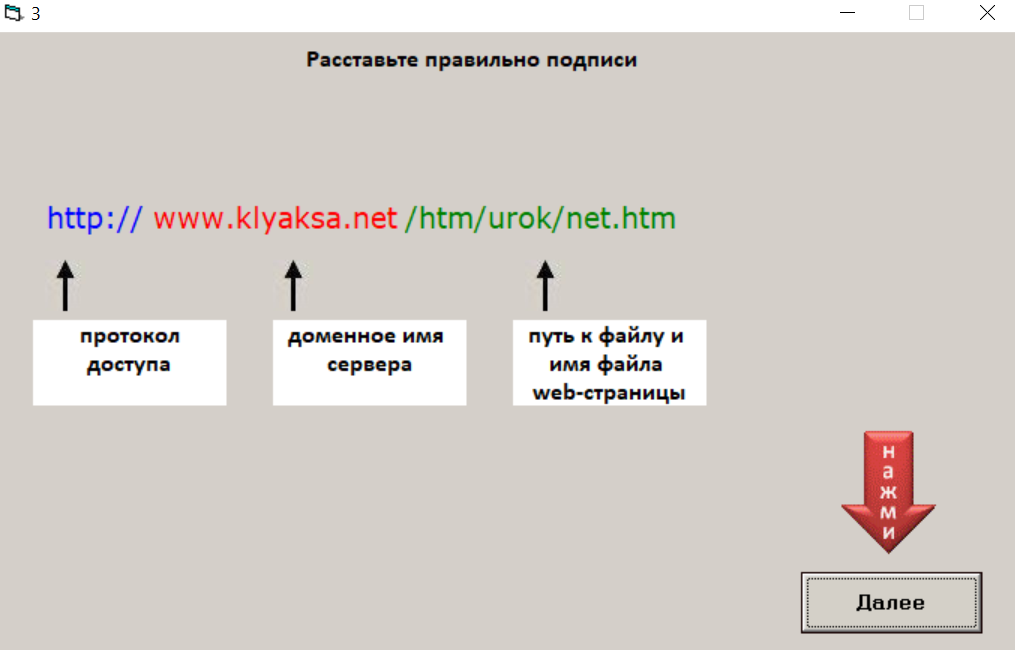 3
Расставьте правильно подписи
http:// www.klyaksa.net /htm/urok/net.htm
протокол
доступа
доменное имя
сервера
путь к файлу и
имя файла
web-страницы
нажми
Далее